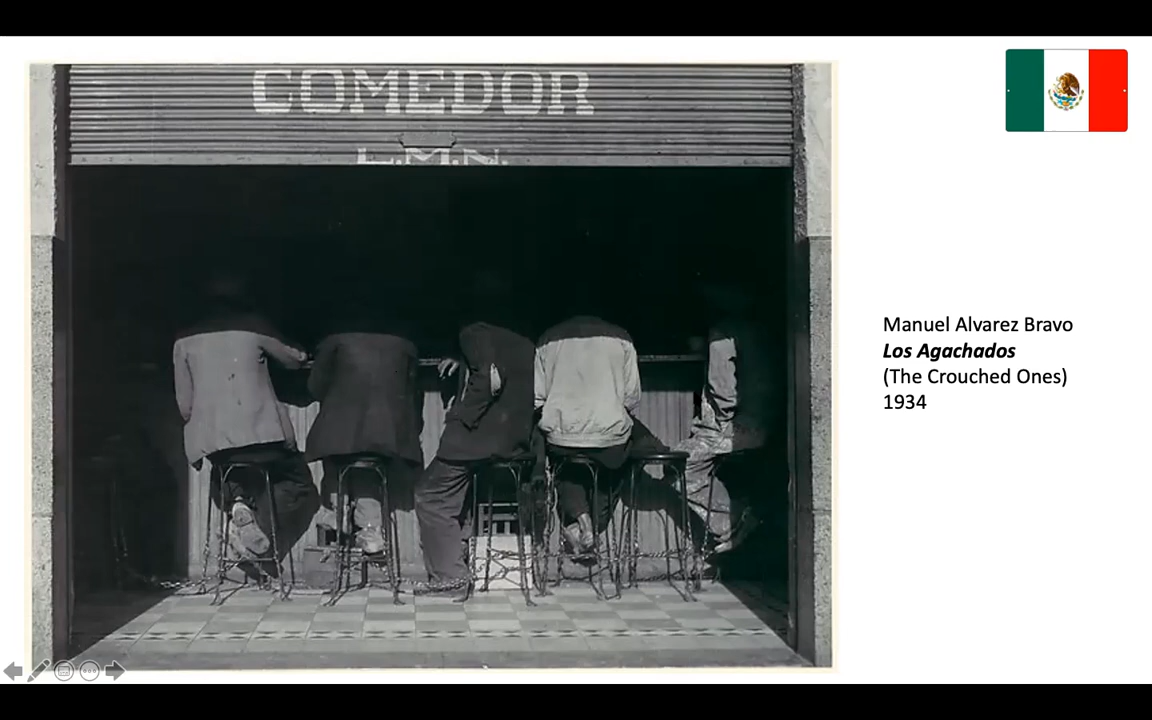 COMEDOR
L.M.N.
Manuel Alvarez Bravo
Los Agachados
(The Crouched Ones)
1934